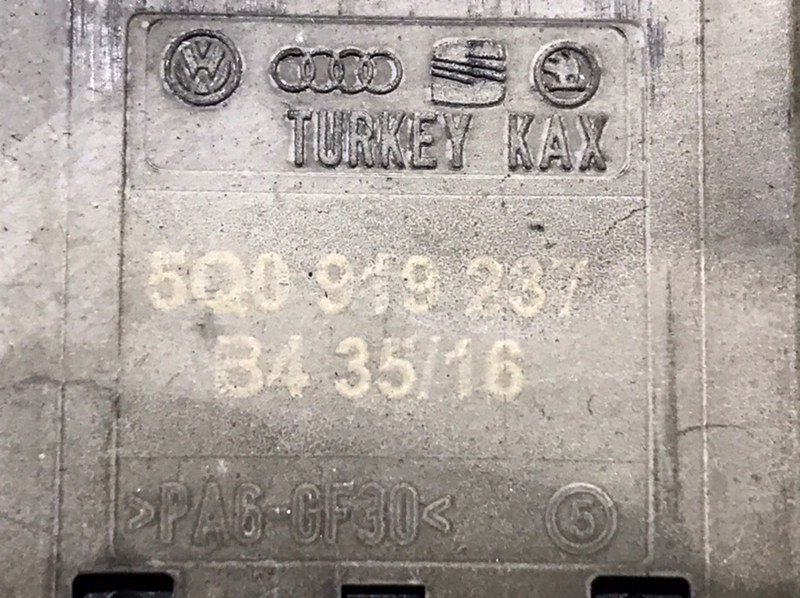 TURKEY KAX
5Q0 919 237
B4 35/16
>PA6-GF30< 5